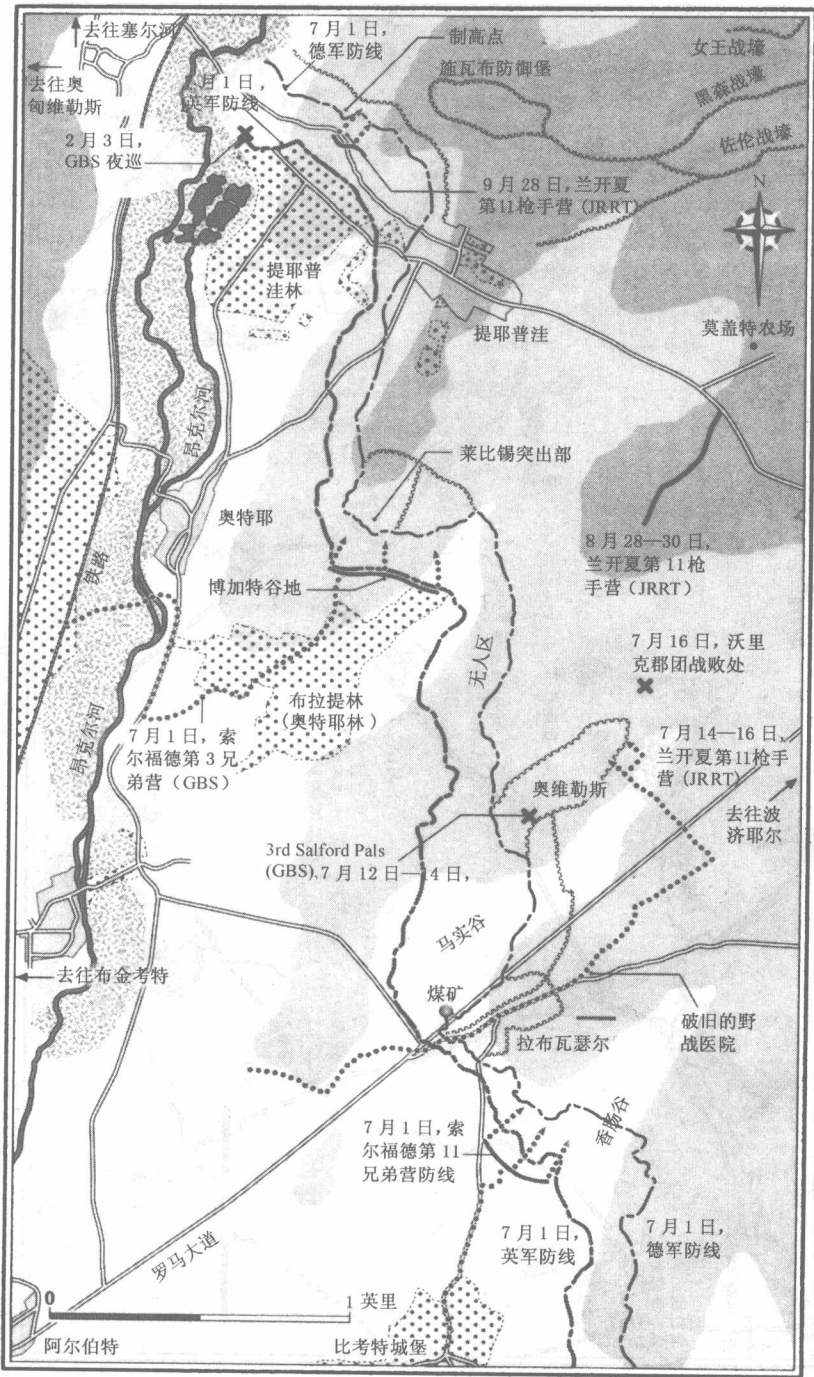 去往塞尔河
7月1日，
德军防线
制高点
施瓦布防御堡
女王战壕
黑森战壕
佐伦战壕
去往奥
匈维勒斯
月1日，
英军防线
2月3日，
GBS夜巡
9月28日，兰开夏
第11枪手营(JRRT)
N
提耶普
洼林
提耶普洼
莫盖特农场
昂克尔河
莱比锡突出部
奥特耶
铁路
博加特谷地
8月28—30日，
兰开夏第11枪
手营（JRRT）
无人区
7月16日，沃里
克郡团战败处
布拉提林
（奥特耶林）
昂克尔河
7月1日，索
尔福德第3兄
弟营（GBS）
7月14—16日，
兰开夏第11枪手
营(JRRT)
奥维勒斯
去往波
济耶尔
3rd Salford Pals
(GBS),7月12日—14日，
马实谷
去往布金考特
煤矿
拉布瓦瑟尔
破旧的野
战医院
7月1日，索
尔福德第11
兄弟营防线
香肠谷
7月1日，
英军防线
7月1日，
德军防线
罗马大道
0
1英里
阿尔伯特
比考特城堡